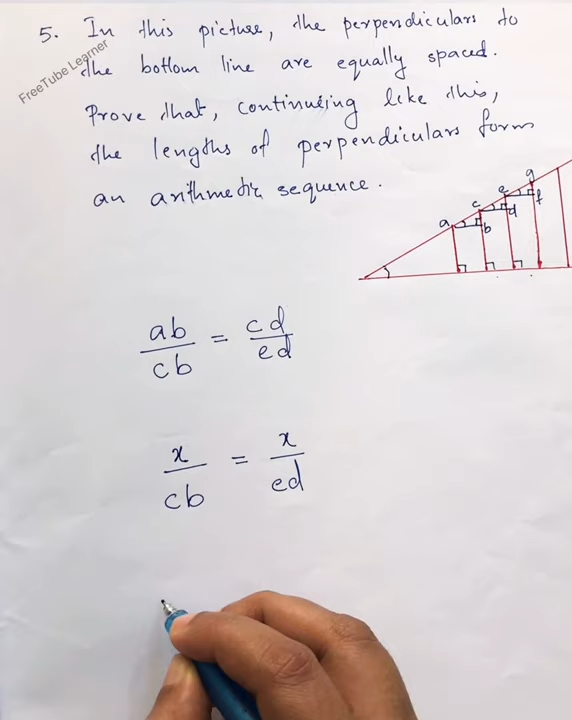 5. In this picture, the perpendiculars to
the bottom line are equally spaced.
Prove that, continuing like this,
the lengths of perpendiculars form
an arithmetic sequence.
FreeTube Learner
g
e
f
c
d
a
b
ab/cb = cd/ed
x/cb = x/ed